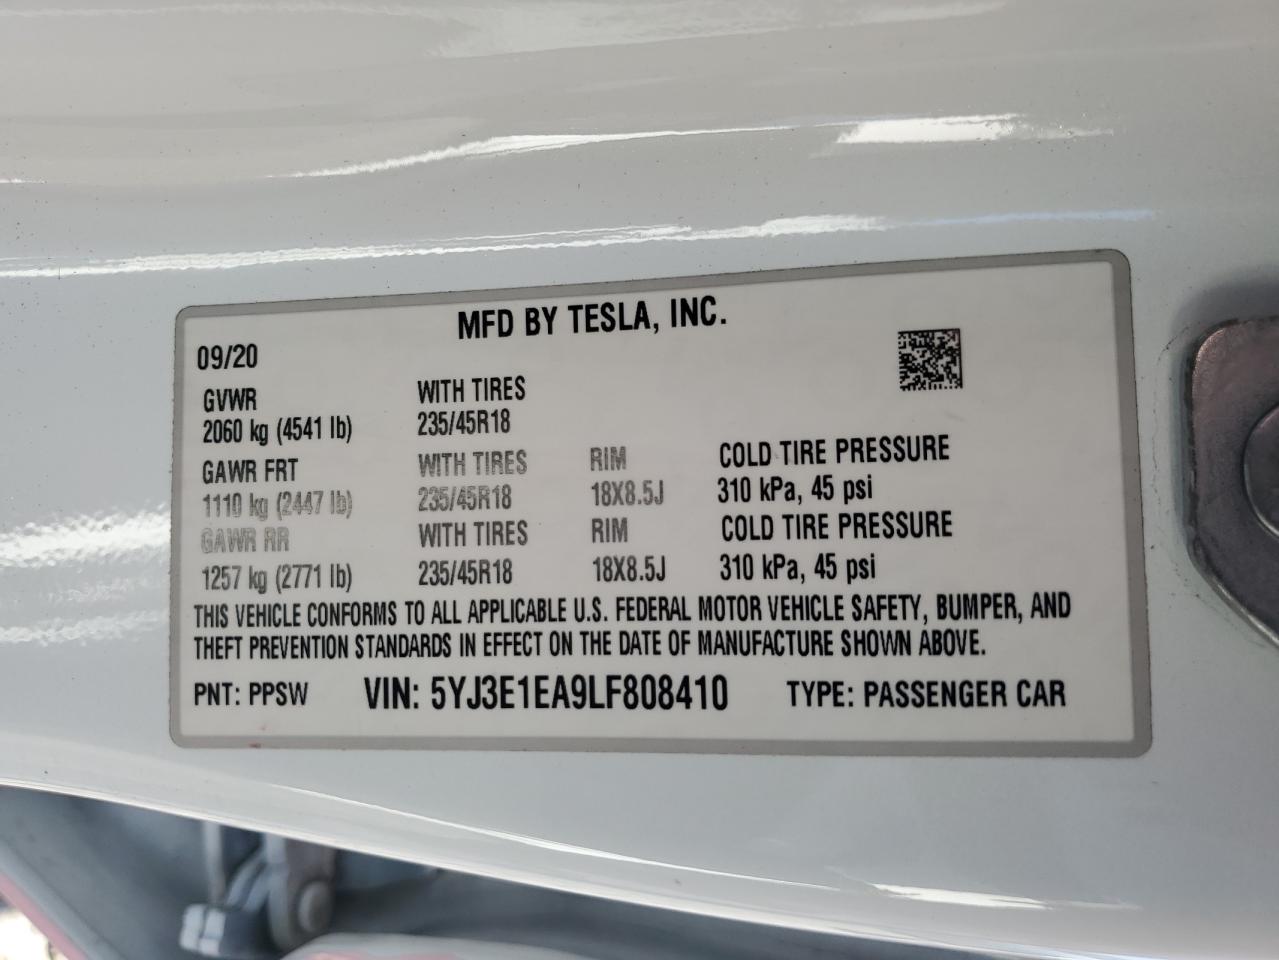 MFD BY TESLA, INC.
09/20
GVWR WITH TIRES
2060 kg (4541 lb) 235/45R18
GAWR FRT WITH TIRES RIM COLD TIRE PRESSURE
1110 kg (2447 lb) 235/45R18 18X8.5J 310 kPa, 45 psi
GAWR RR WITH TIRES RIM COLD TIRE PRESSURE
1257 kg (2771 lb) 235/45R18 18X8.5J 310 kPa, 45 psi
THIS VEHICLE CONFORMS TO ALL APPLICABLE U.S. FEDERAL MOTOR VEHICLE SAFETY, BUMPER, AND
THEFT PREVENTION STANDARDS IN EFFECT ON THE DATE OF MANUFACTURE SHOWN ABOVE.
PNT: PPSW VIN: 5YJ3E1EA9LF808410 TYPE: PASSENGER CAR